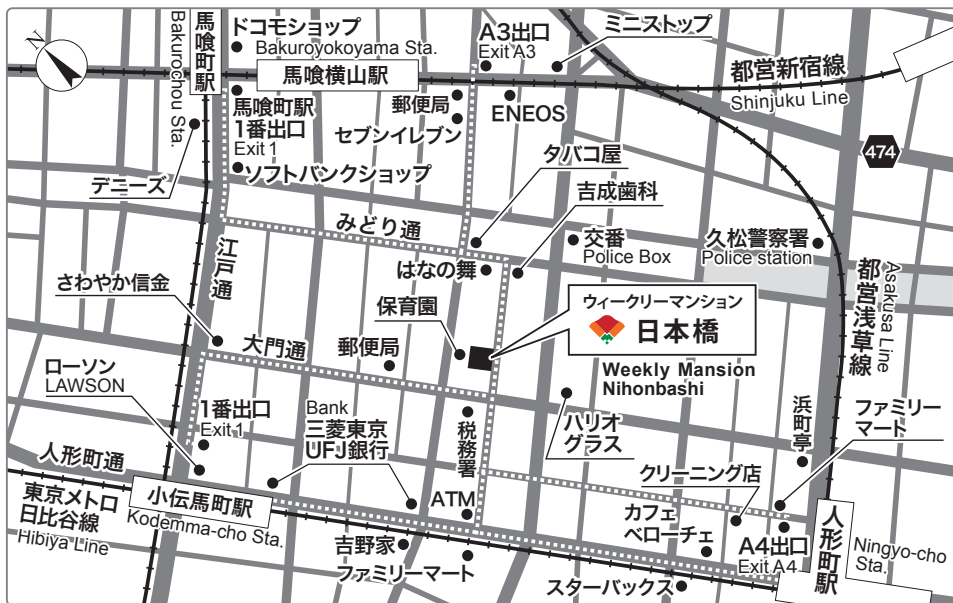 N
馬喰町駅
Bakurochou Sta.
ドコモショップ
Bakuroyokoyama Sta.
馬喰横山駅
A3出口
Exit A3
ミニストップ
都営新宿線
Shinjuku Line
馬喰町駅
1番出口
Exit 1
郵便局
セブンイレブン
ENEOS
474
デニーズ
ソフトバンクショップ
タバコ屋
吉成歯科
みどり通
江戸通
はなの舞
交番
Police Box
久松警察署
Police station
都営浅草線
Asakusa Line
さわやか信金
保育園
ウィークリーマンション
日本橋
Weekly Mansion
Nihonbashi
大門通
郵便局
ローソン
LAWSON
1番出口
Exit 1
Bank
三菱東京
UFJ銀行
税務署
ハリオ
グラス
浜町亭
ファミリー
マート
人形町通
クリーニング店
東京メトロ
日比谷線
Hibiya Line
小伝馬町駅
Kodemma-cho Sta.
ATM
カフェ
ベローチェ
吉野家
ファミリーマート
スターバックス
A4出口
Exit A4
人形町駅
Ningyo-cho
Sta.